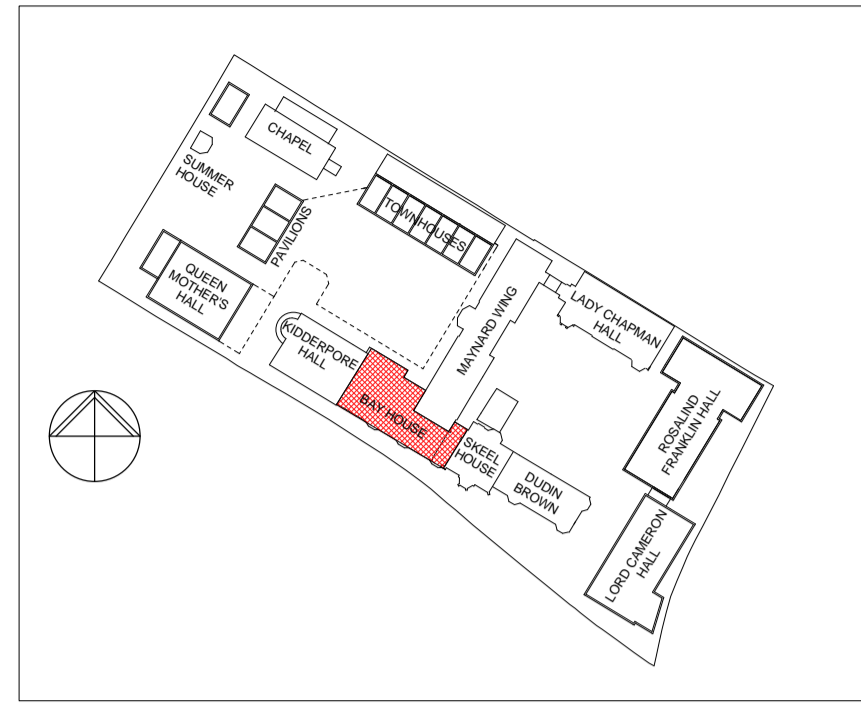 CHAPEL
SUMMER
HOUSE
TOWNHOUSES
PAVILIONS
QUEEN
MOTHER'S
HALL
KIDDERPORE
HALL
MAYNARD WING
LADY CHAPMAN
HALL
BAY HOUSE
SKEEL
HOUSE
DUDIN
BROWN
ROSALIND
FRANKLIN HALL
LORD CAMERON
HALL